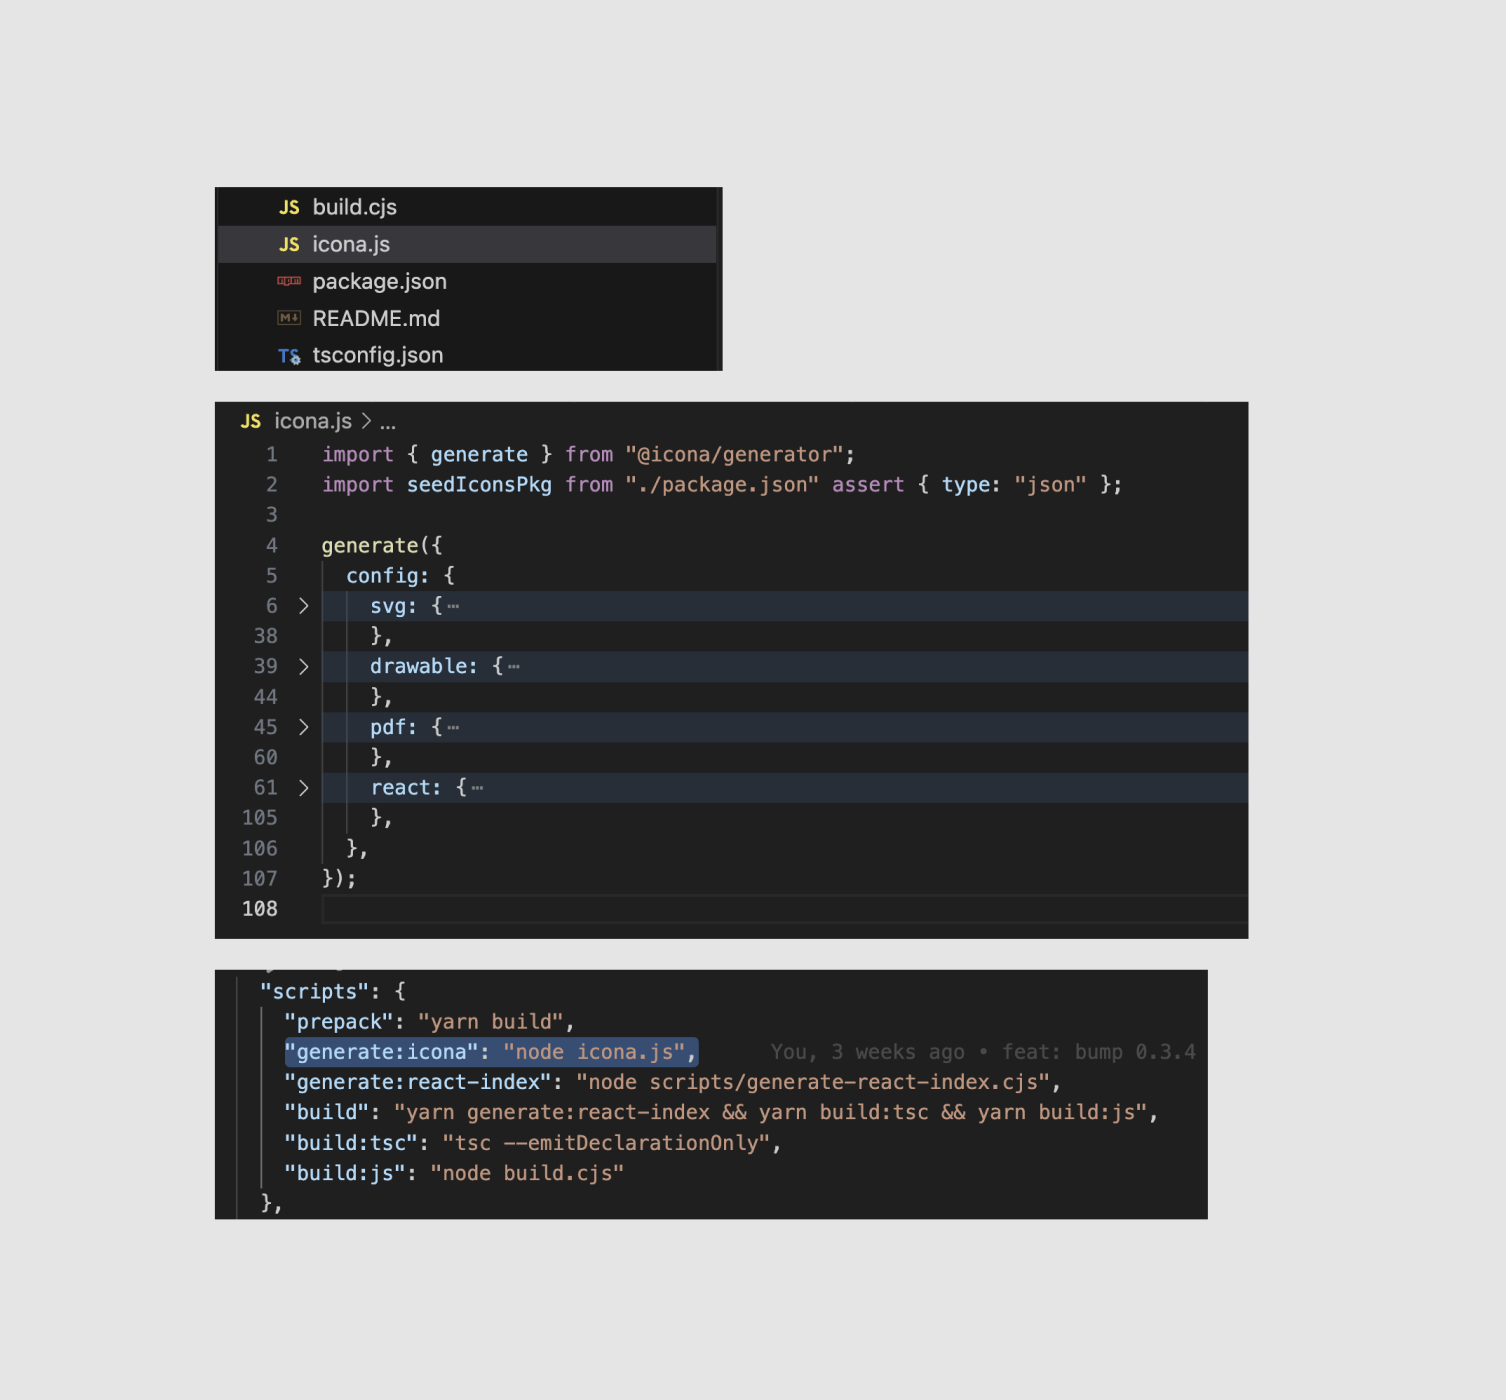 JS build.cjs
JS icona.js
package.json
M↓ README.md
TS tsconfig.json
JS icona.js > ...
1 import { generate } from "@icona/generator";
2 import seedIconsPkg from "./package.json" assert { type: "json" };
3
4 generate({
5 config: {
6 > svg: {⋯
38 },
39 > drawable: {⋯
44 },
45 > pdf: {⋯
60 },
61 > react: {⋯
105 },
106 },
107 });
108
"scripts": {
"prepack": "yarn build",
"generate:icona": "node icona.js", You, 3 weeks ago • feat: bump 0.3.4
"generate:react-index": "node scripts/generate-react-index.cjs",
"build": "yarn generate:react-index && yarn build:tsc && yarn build:js",
"build:tsc": "tsc --emitDeclarationOnly",
"build:js": "node build.cjs"
},